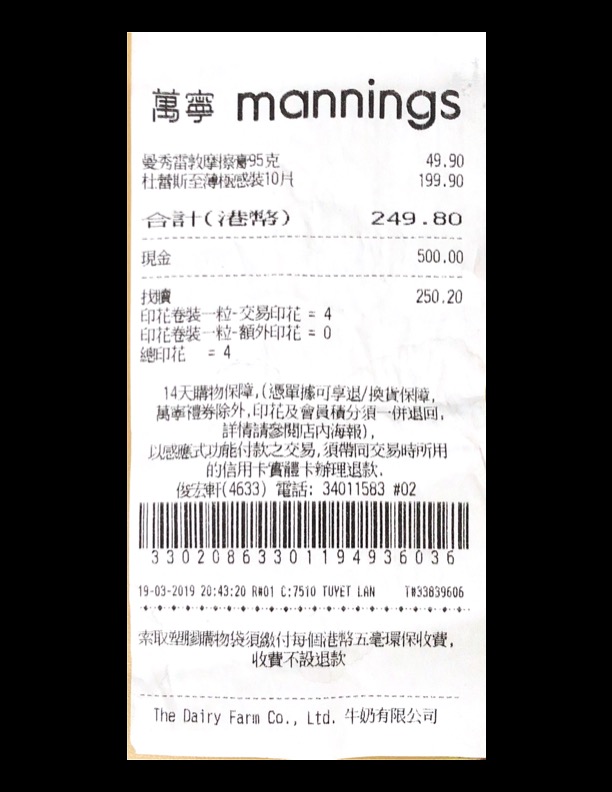 萬寧 mannings
曼秀雷敦摩擦膏95克 49.90
杜蕾斯至薄極感裝10片 199.90
合計(港幣) 249.80
現金 500.00
找贖 250.20
印花卷裝一粒-交易印花 = 4
印花卷裝一粒-額外印花 = 0
總印花 = 4
14天購物保障,(憑單據可享退/換貨保障,
萬寧禮券除外,印花及會員積分須一併退回,
詳情請參閱店內海報),
以感應式功能付款之交易,須帶同交易時所用
的信用卡實體卡辦理退款.
俊宏軒(4633) 電話: 34011583 #02
3302086330119493603​6
19-03-2019 20:43:20 R#01 C:7510 TUYET LAN T#33839606
索取塑膠購物袋須繳付每個港幣五毫環保收費,
收費不設退款
The Dairy Farm Co., Ltd. 牛奶有限公司